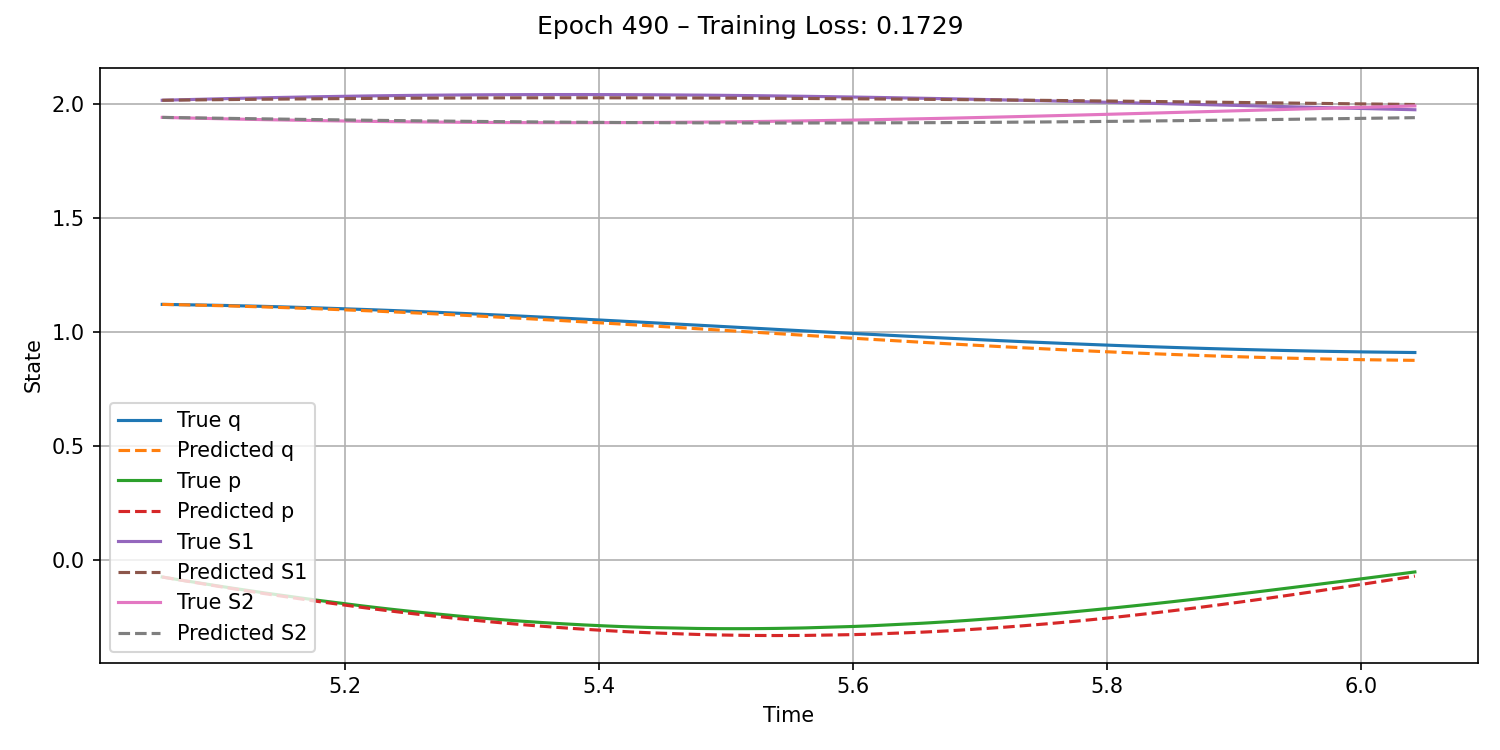 Epoch 490 – Training Loss: 0.1729
2.0
1.5
1.0
0.5
0.0
State
True q
Predicted q
True p
Predicted p
True S1
Predicted S1
True S2
Predicted S2
5.2
5.4
5.6
5.8
6.0
Time